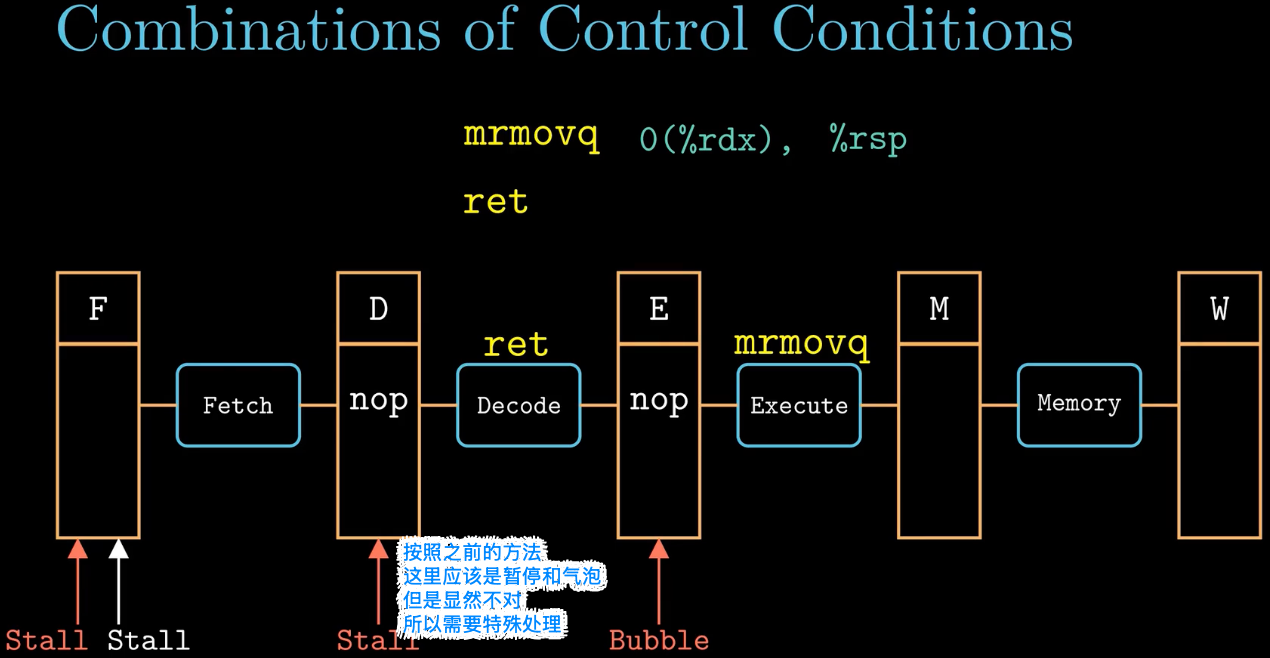 Combinations of Control Conditions
mrmovq 0(%rdx), %rsp
ret
F D E M W
ret mrmovq
Fetch nop Decode nop Execute Memory
按照之前的方法
这里应该是暂停和气泡
但是显然不对
所以需要特殊处理
Stall Stall Stall Bubble